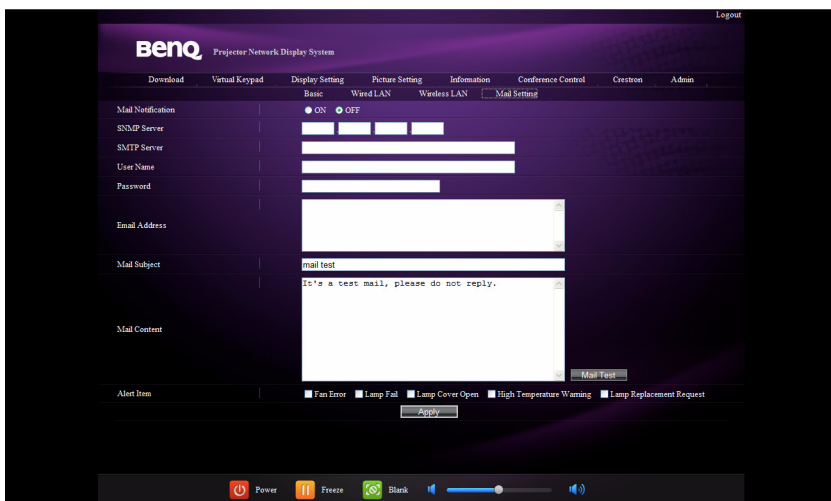 Logout
BenQ Projector Network Display System
Download Virtual Keypad Display Setting Picture Setting Information Conference Control Crestron Admin
Basic Wired LAN Wireless LAN Mail Setting
Mail Notification ON OFF
SNMP Server
SMTP Server
User Name
Password
Email Address
Mail Subject mail test
It's a test mail, please do not reply.
Mail Content
Mail Test
Alert Item Fan Error Lamp Fail Lamp Cover Open High Temperature Warning Lamp Replacement Request
Apply
Power Freeze Blank